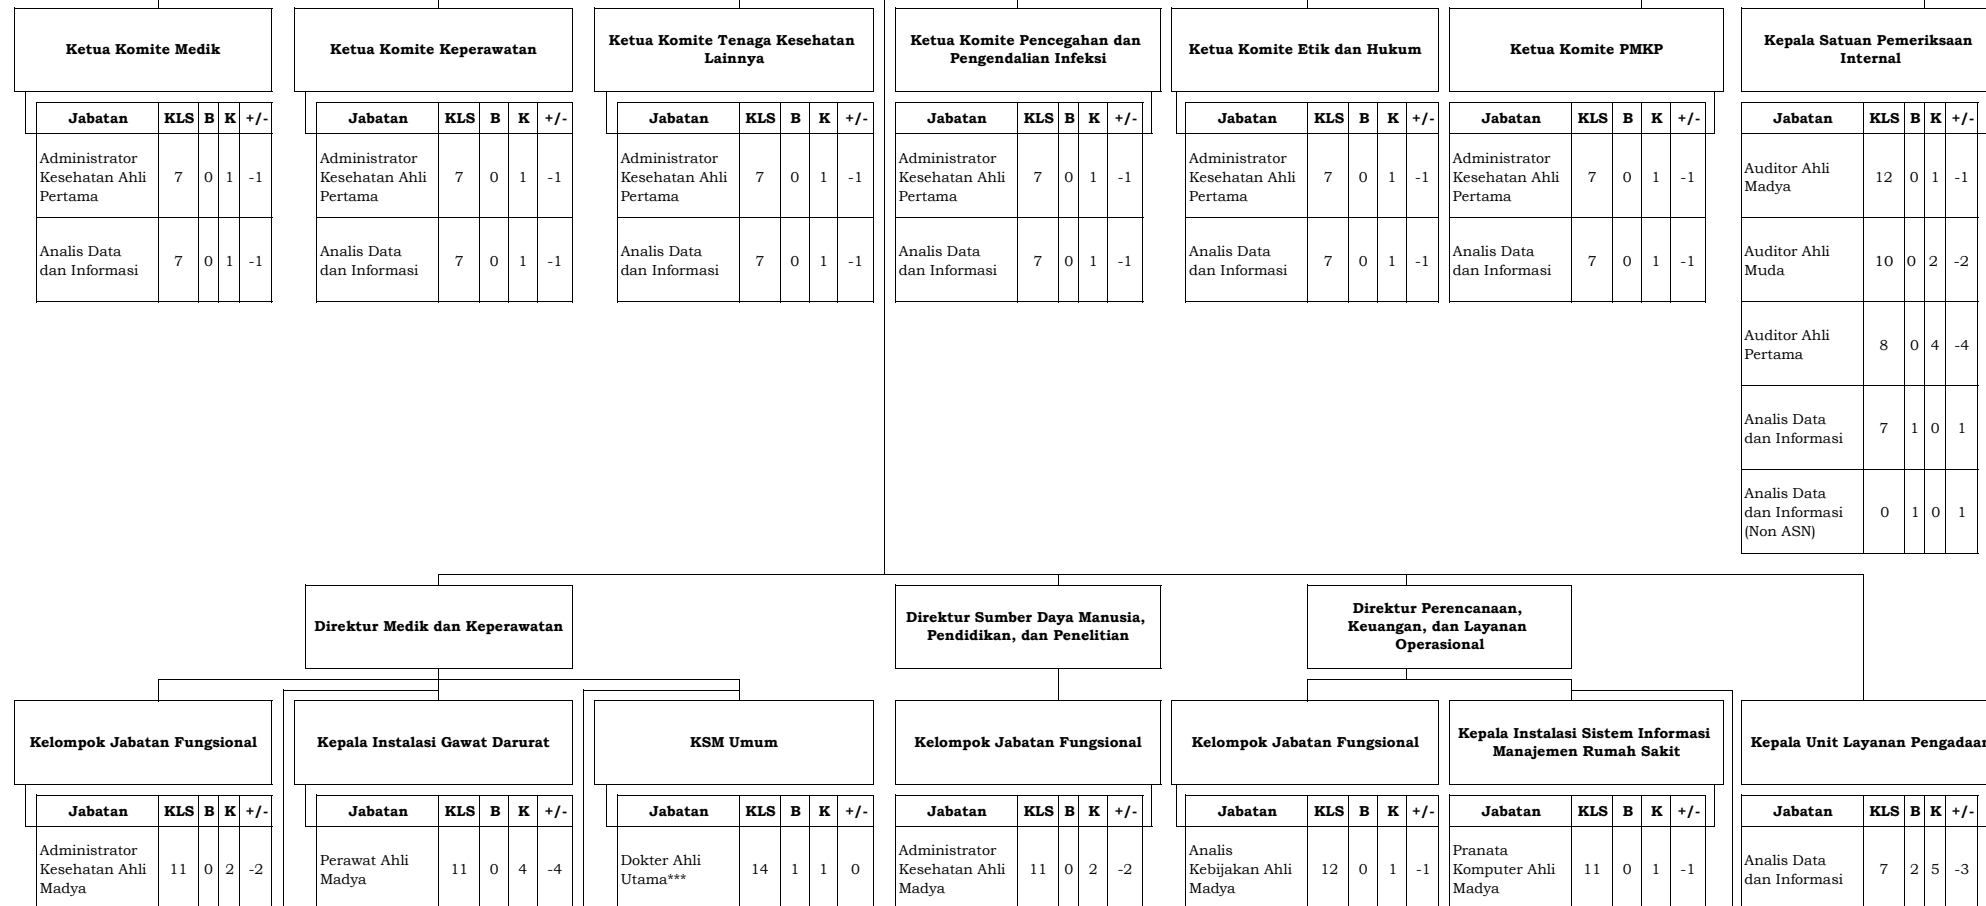 Ketua Komite Medik
Jabatan KLS B K +/-
Administrator
Kesehatan Ahli 7 0 1 -1
Pertama
Analis Data
dan Informasi 7 0 1 -1
Ketua Komite Keperawatan
Jabatan KLS B K +/-
Administrator
Kesehatan Ahli 7 0 1 -1
Pertama
Analis Data
dan Informasi 7 0 1 -1
Ketua Komite Tenaga Kesehatan
Lainnya
Jabatan KLS B K +/-
Administrator
Kesehatan Ahli 7 0 1 -1
Pertama
Analis Data
dan Informasi 7 0 1 -1
Ketua Komite Pencegahan dan
Pengendalian Infeksi
Jabatan KLS B K +/-
Administrator
Kesehatan Ahli 7 0 1 -1
Pertama
Analis Data
dan Informasi 7 0 1 -1
Ketua Komite Etik dan Hukum
Jabatan KLS B K +/-
Administrator
Kesehatan Ahli 7 0 1 -1
Pertama
Analis Data
dan Informasi 7 0 1 -1
Ketua Komite PMKP
Jabatan KLS B K +/-
Administrator
Kesehatan Ahli 7 0 1 -1
Pertama
Analis Data
dan Informasi 7 0 1 -1
Kepala Satuan Pemeriksaan
Internal
Jabatan KLS B K +/-
Auditor Ahli
Madya 12 0 1 -1
Auditor Ahli
Muda 10 0 2 -2
Auditor Ahli
Pertama 8 0 4 -4
Analis Data
dan Informasi 7 1 0 1
Analis Data
dan Informasi 0 1 0 1
(Non ASN)
Direktur Medik dan Keperawatan
Direktur Sumber Daya Manusia,
Pendidikan, dan Penelitian
Direktur Perencanaan,
Keuangan, dan Layanan
Operasional
Kelompok Jabatan Fungsional
Jabatan KLS B K +/-
Administrator
Kesehatan Ahli 11 0 2 -2
Madya
Kepala Instalasi Gawat Darurat
Jabatan KLS B K +/-
Perawat Ahli
Madya 11 0 4 -4
KSM Umum
Jabatan KLS B K +/-
Dokter Ahli
Utama*** 14 1 1 0
Kelompok Jabatan Fungsional
Jabatan KLS B K +/-
Administrator
Kesehatan Ahli 11 0 2 -2
Madya
Kelompok Jabatan Fungsional
Jabatan KLS B K +/-
Analis
Kebijakan Ahli 12 0 1 -1
Madya
Kepala Instalasi Sistem Informasi
Manajemen Rumah Sakit
Jabatan KLS B K +/-
Pranata
Komputer Ahli 11 0 1 -1
Madya
Kepala Unit Layanan Pengadaan
Jabatan KLS B K +/-
Analis Data
dan Informasi 7 2 5 -3